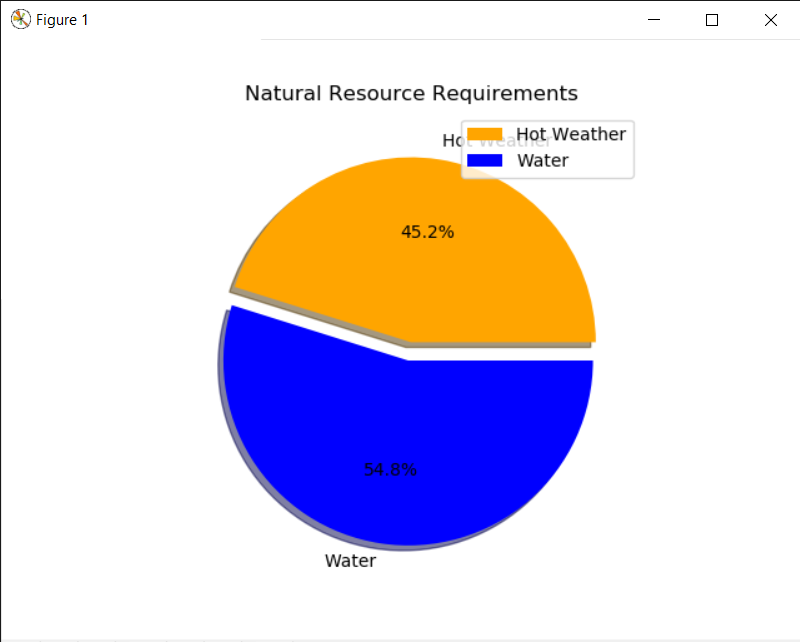 Figure 1
Natural Resource Requirements
Hot Weather
Hot Weather
Water
45.2%
54.8%
Water